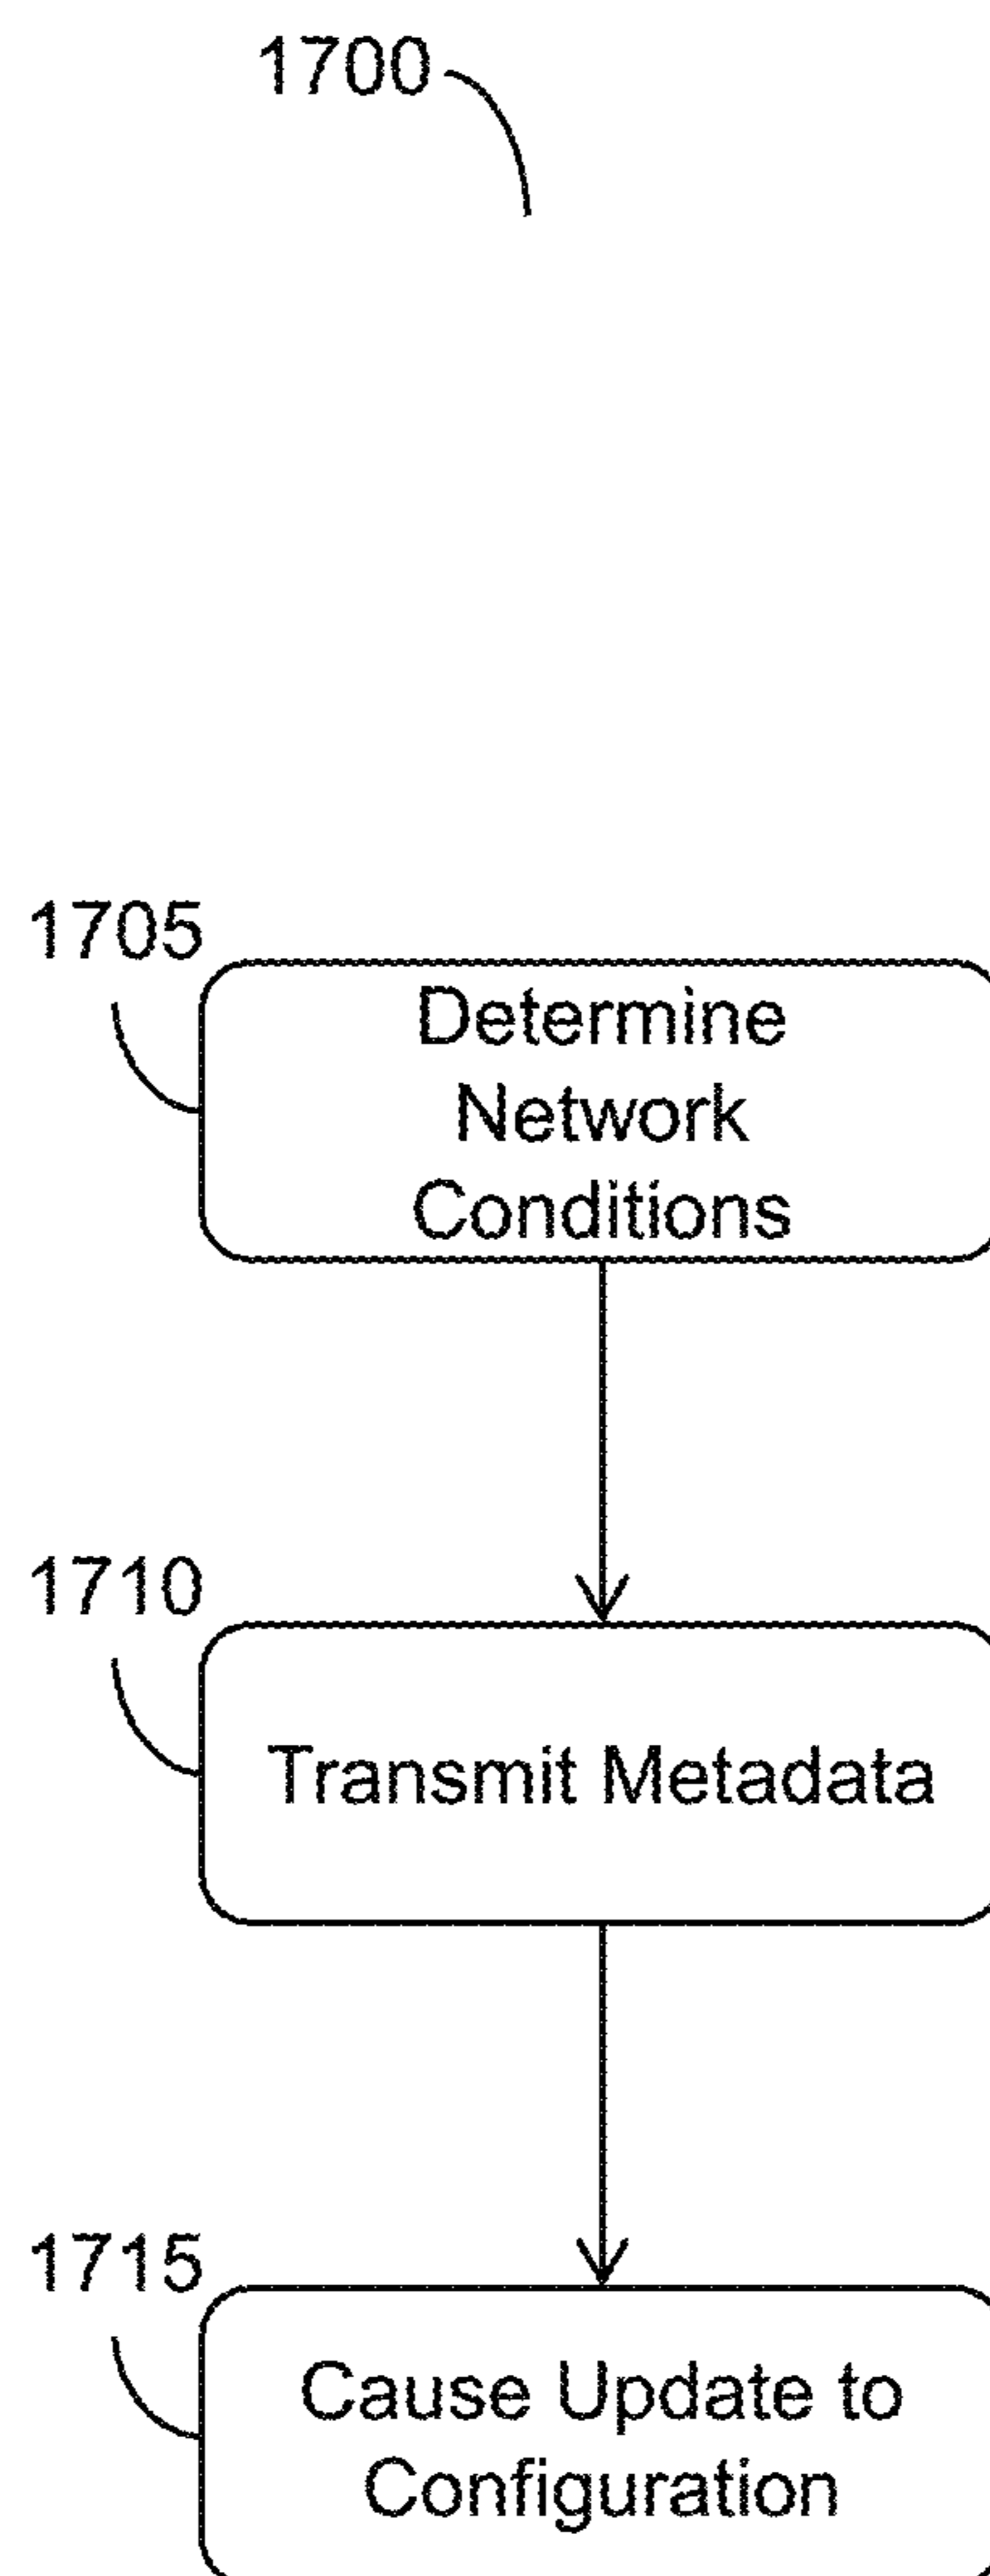 1700
1705
Determine
Network
Conditions
1710
Transmit Metadata
1715
Cause Update to
Configuration